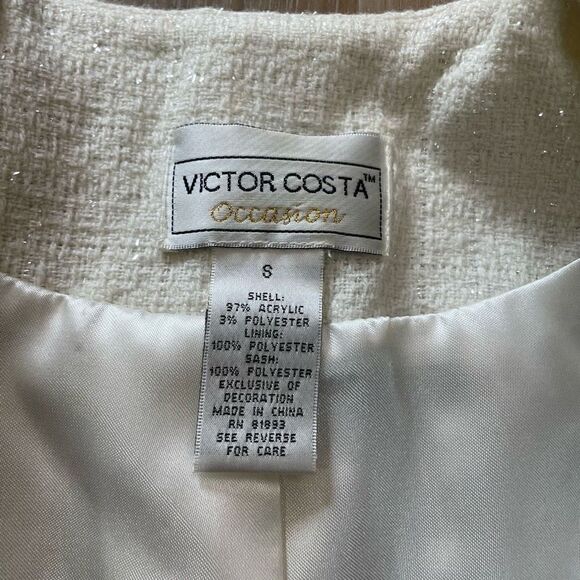 VICTOR COSTA™
Occasion
S
SHELL:
97% ACRYLIC
3% POLYESTER
LINING:
100% POLYESTER
SASH:
100% POLYESTER
EXCLUSIVE OF
DECORATION
MADE IN CHINA
RN 81893
SEE REVERSE
FOR CARE